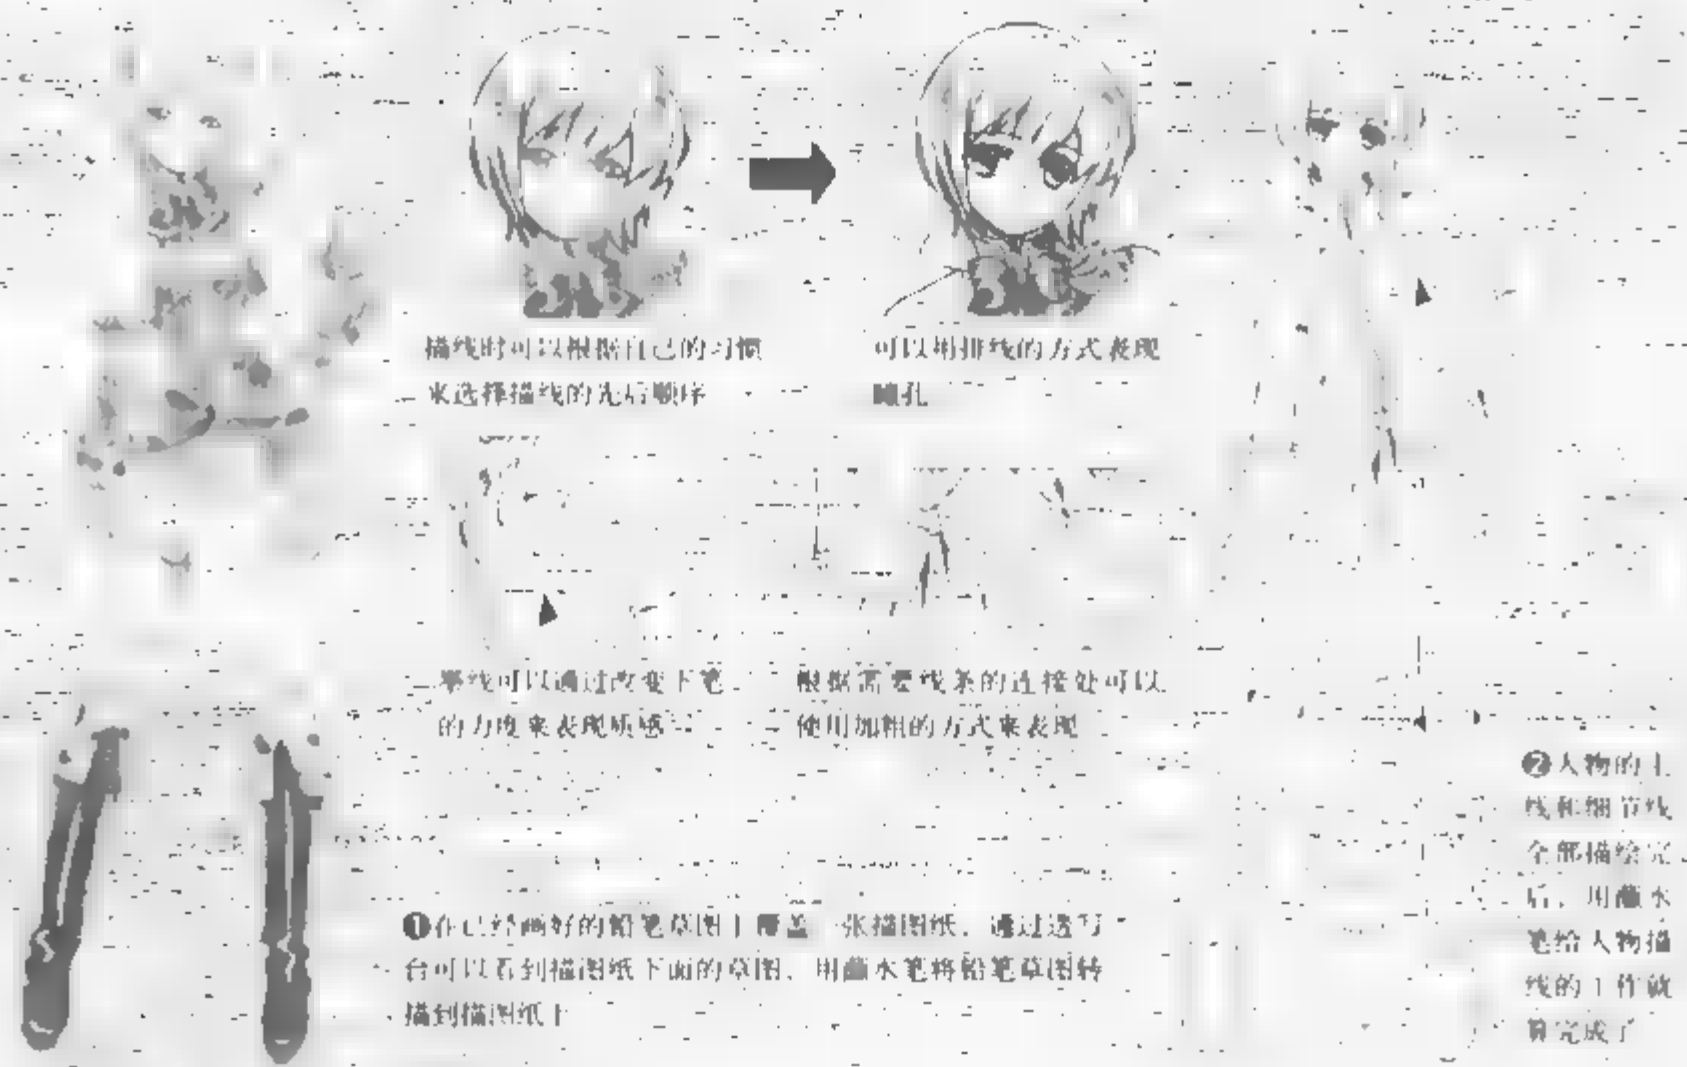 描线时可以根据自己的习惯
来选择描线的先后顺序
可以用排线的方式表现
瞳孔
单线可以通过改变下笔
的力度来表现质感
根据需要线条的连接处可以
使用加粗的方式来表现
❶在已经画好的铅笔草图上覆盖一张描图纸，通过透写
台可以看到描图纸下面的草图，用蘸水笔将铅笔草图转
描到描图纸上
❷人物的主
线和细节线
全部描绘完
后，用蘸水
笔给人物描
线的工作就
算完成了